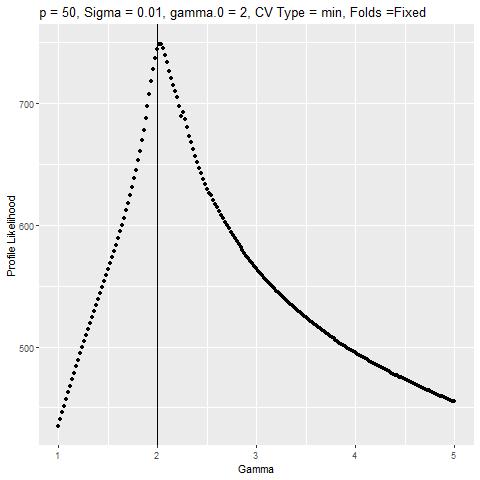 p = 50, Sigma = 0.01, gamma.0 = 2, CV Type = min, Folds =Fixed
Profile Likelihood
700
600
500
1 2 3 4 5
Gamma